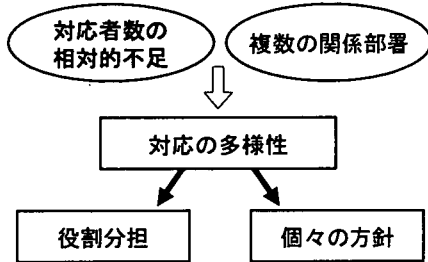 対応者数の
相対的不足
複数の関係部署
対応の多様性
役割分担
個々の方針